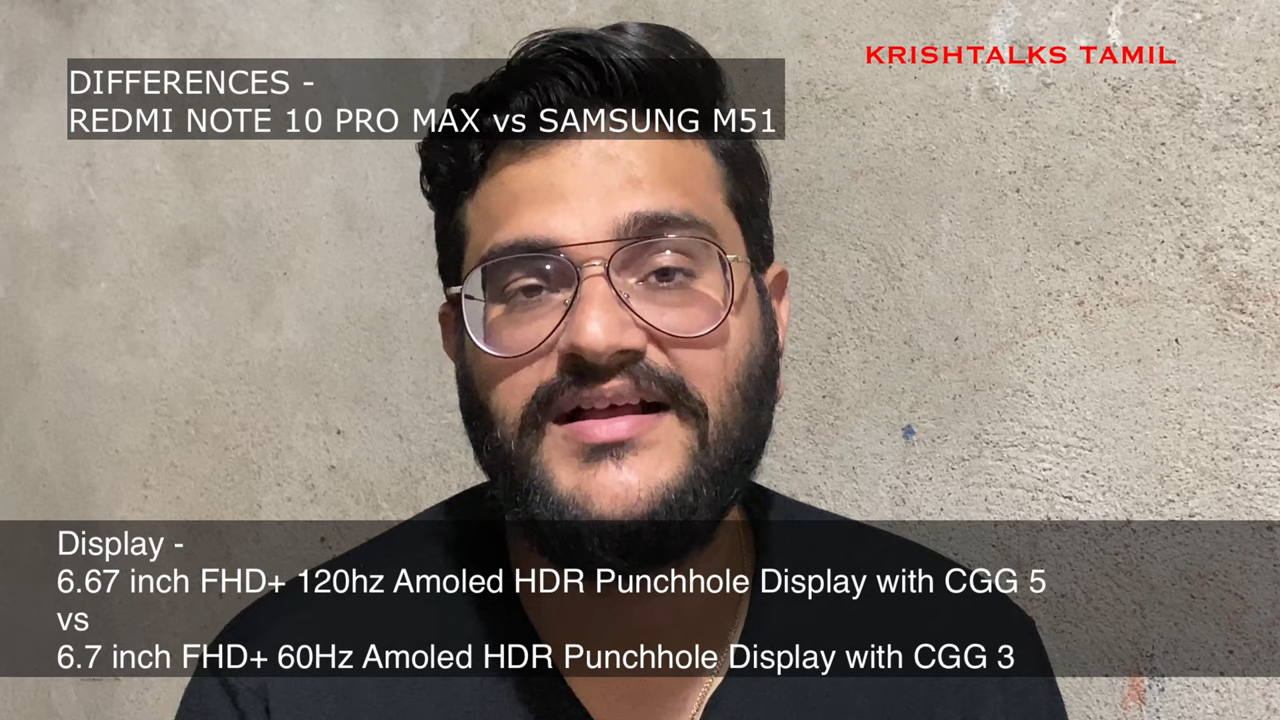 DIFFERENCES -
REDMI NOTE 10 PRO MAX vs SAMSUNG M51
KRISHTALKS TAMIL
Display -
6.67 inch FHD+ 120hz Amoled HDR Punchhole Display with CGG 5
vs
6.7 inch FHD+ 60Hz Amoled HDR Punchhole Display with CGG 3